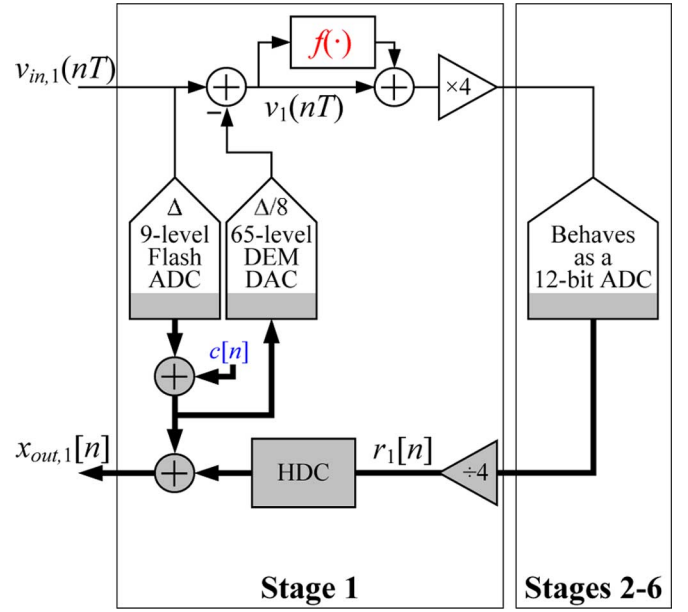 f(·)
v_{in,1}(nT)
+
+
×4
−
v_1(nT)
Δ
9-level
Flash
ADC
Δ/8
65-level
DEM
DAC
Behaves
as a
12-bit ADC
c[n]
+
x_{out,1}[n]
+
HDC
r_1[n]
÷4
Stage 1
Stages 2-6